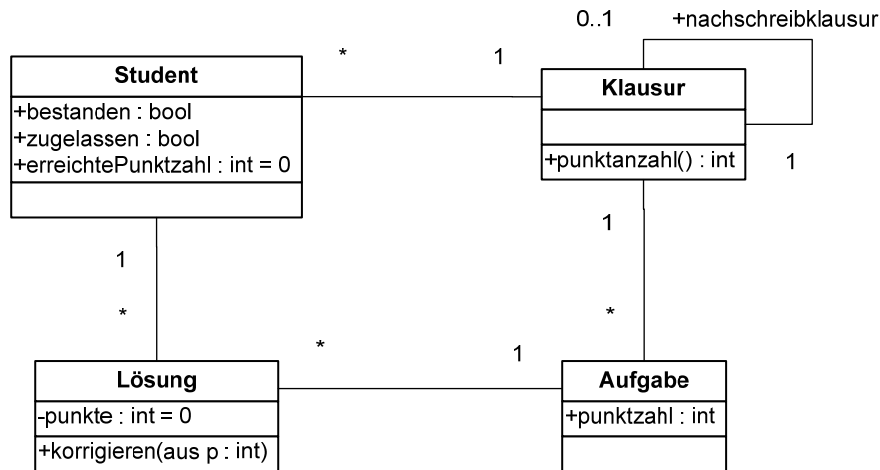 0..1 +nachschreibklausur
* 1
Student
+bestanden : bool
+zugelassen : bool
+erreichtePunktzahl : int = 0
Klausur
+punktanzahl() : int
1
1
1
*
*
* 1
Lösung
-punkte : int = 0
+korrigieren(aus p : int)
Aufgabe
+punktzahl : int